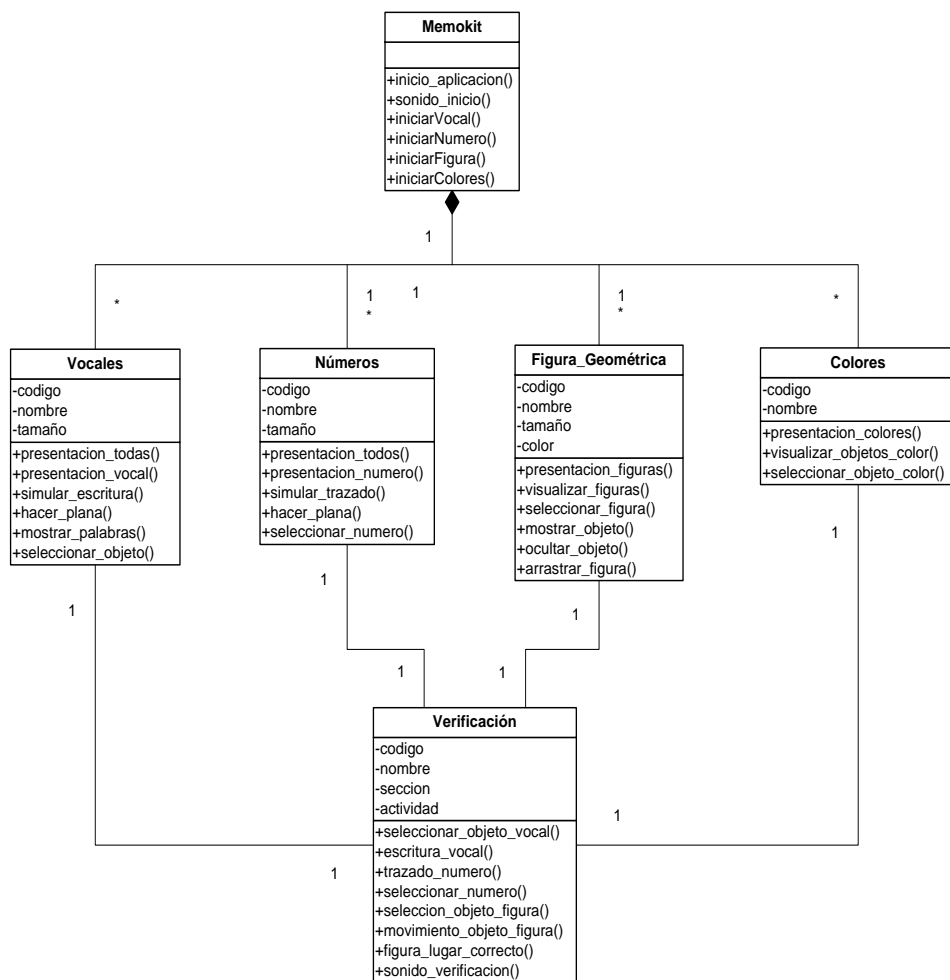 Memokit
+inicio_aplicacion()
+sonido_inicio()
+iniciarVocal()
+iniciarNumero()
+iniciarFigura()
+iniciarColores()
1
*
1
*
1
1
*
*
Vocales
-codigo
-nombre
-tamaño
+presentacion_todas()
+presentacion_vocal()
+simular_escritura()
+hacer_plana()
+mostrar_palabras()
+seleccionar_objeto()
Números
-codigo
-nombre
-tamaño
+presentacion_todos()
+presentacion_numero()
+simular_trazado()
+hacer_plana()
+seleccionar_numero()
Figura_Geométrica
-codigo
-nombre
-tamaño
-color
+presentacion_figuras()
+visualizar_figuras()
+seleccionar_figura()
+mostrar_objeto()
+ocultar_objeto()
+arrastrar_figura()
Colores
-codigo
-nombre
+presentacion_colores()
+visualizar_objetos_color()
+seleccionar_objeto_color()
1
1
1
1
1
1
1
1
Verificación
-codigo
-nombre
-seccion
-actividad
+seleccionar_objeto_vocal()
+escritura_vocal()
+trazado_numero()
+seleccionar_numero()
+seleccion_objeto_figura()
+movimiento_objeto_figura()
+figura_lugar_correcto()
+sonido_verificacion()